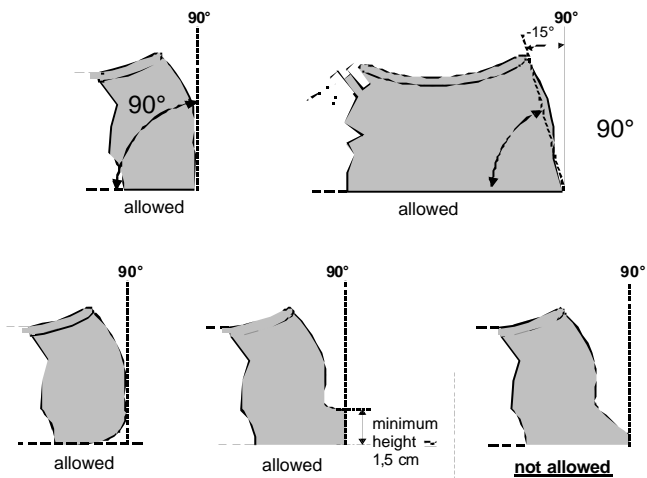 90°
90°
-15°
90°
90°
allowed
allowed
90°
90°
90°
minimum
height ~
1,5 cm
allowed
allowed
not allowed